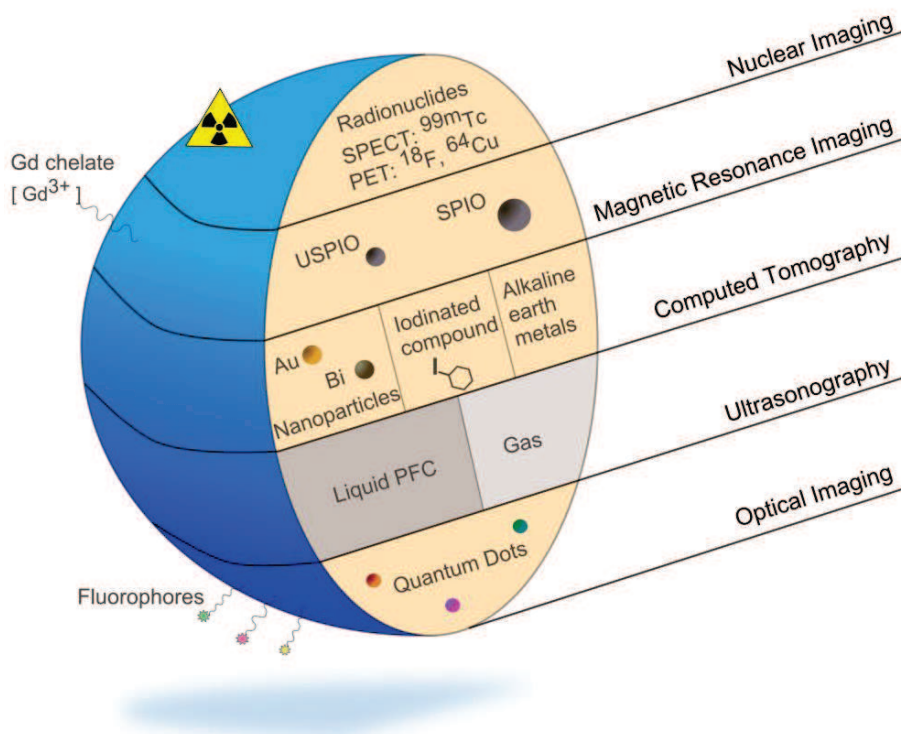 Nuclear Imaging
Radionuclides
SPECT: 99mTc
PET: 18F, 64Cu
Gd chelate
[ Gd3+ ]
Magnetic Resonance Imaging
SPIO
USPIO
Computed Tomography
Au
Bi
Nanoparticles
Iodinated
compound
Alkaline
earth
metals
Ultrasonography
Liquid PFC
Gas
Optical Imaging
Quantum Dots
Fluorophores